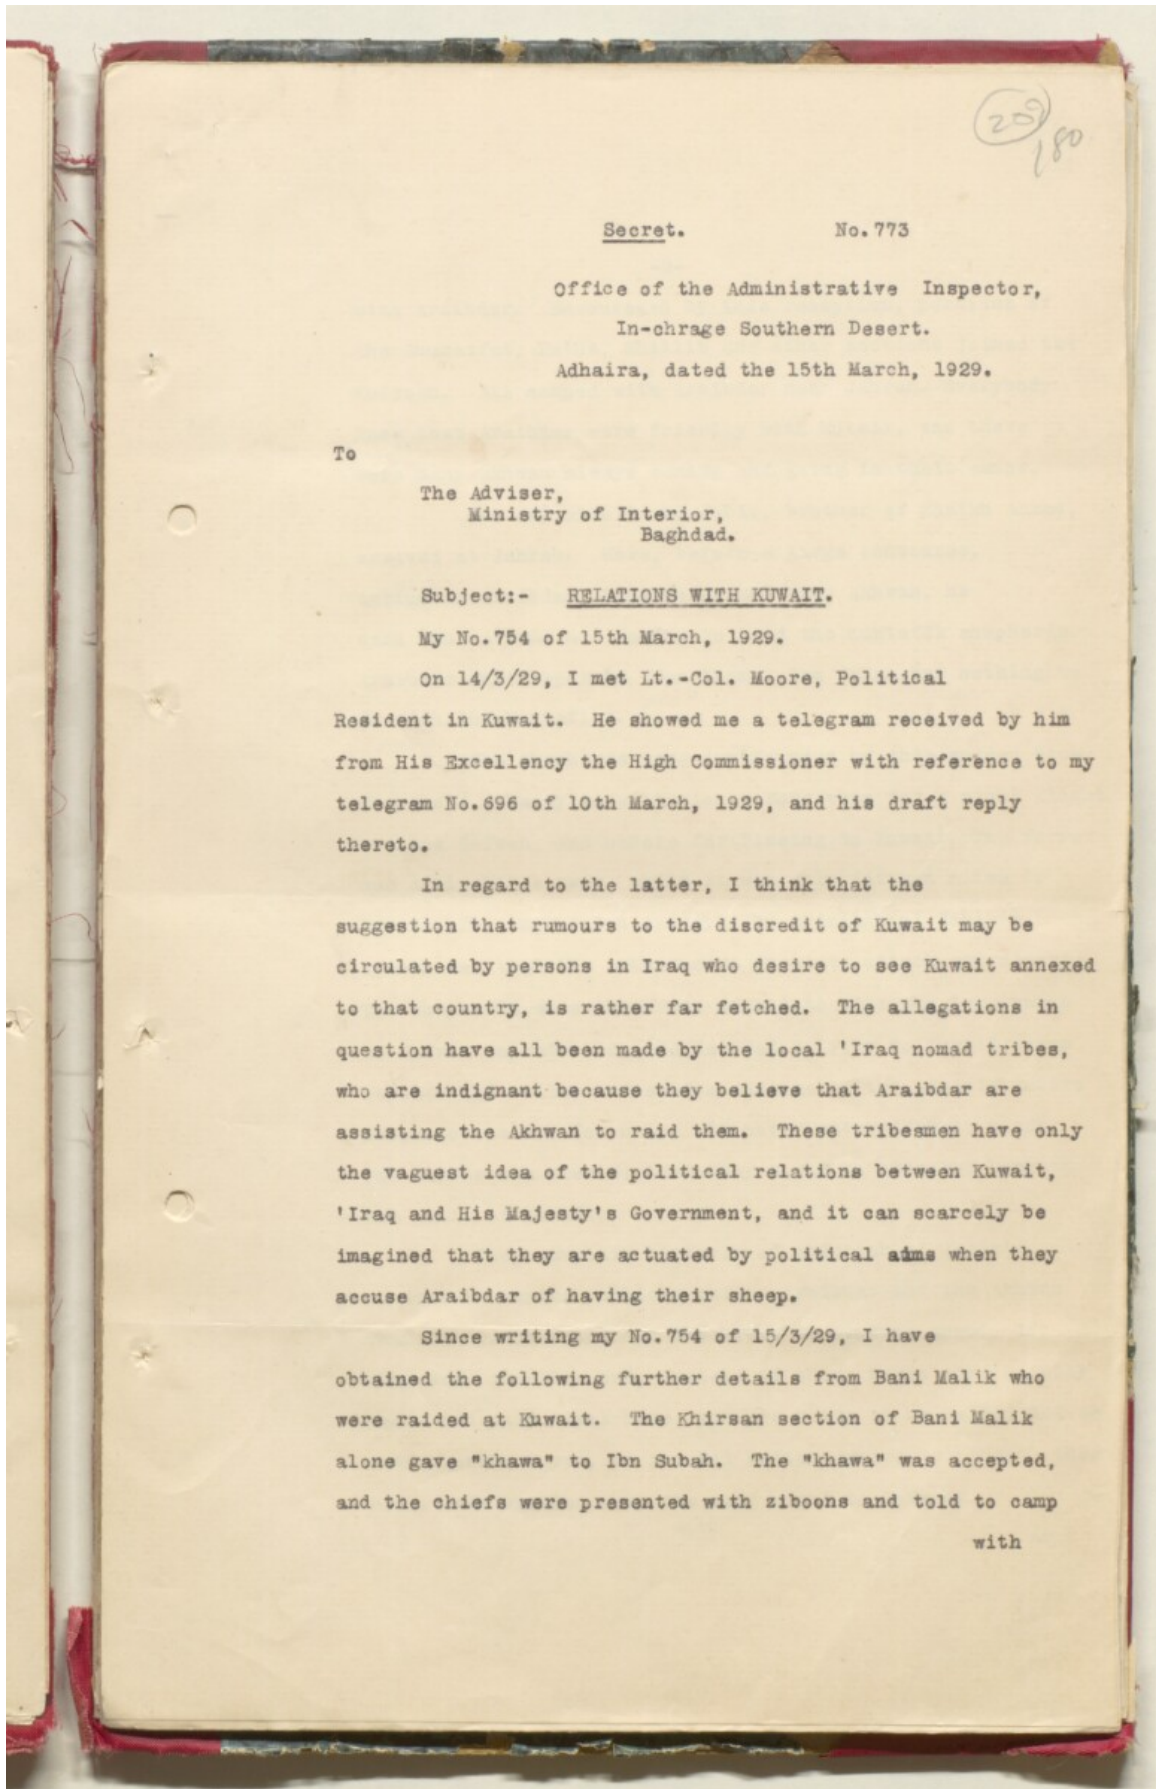 209
180
Secret. No.773
Office of the Administrative Inspector,
In-chrage Southern Desert.
Adhaira, dated the 15th March, 1929.
To
The Adviser,
Ministry of Interior,
Baghdad.
Subject:- RELATIONS WITH KUWAIT.
My No.754 of 15th March, 1929.
On 14/3/29, I met Lt.-Col. Moore, Political
Resident in Kuwait. He showed me a telegram received by him
from His Excellency the High Commissioner with reference to my
telegram No.696 of 10th March, 1929, and his draft reply
thereto.
In regard to the latter, I think that the
suggestion that rumours to the discredit of Kuwait may be
circulated by persons in Iraq who desire to see Kuwait annexed
to that country, is rather far fetched. The allegations in
question have all been made by the local 'Iraq nomad tribes,
who are indignant because they believe that Araibdar are
assisting the Akhwan to raid them. These tribesmen have only
the vaguest idea of the political relations between Kuwait,
'Iraq and His Majesty's Government, and it can scarcely be
imagined that they are actuated by political aims when they
accuse Araibdar of having their sheep.
Since writing my No.754 of 15/3/29, I have
obtained the following further details from Bani Malik who
were raided at Kuwait. The Khirsan section of Bani Malik
alone gave "khawa" to Ibn Subah. The "khawa" was accepted,
and the chiefs were presented with ziboons and told to camp
with